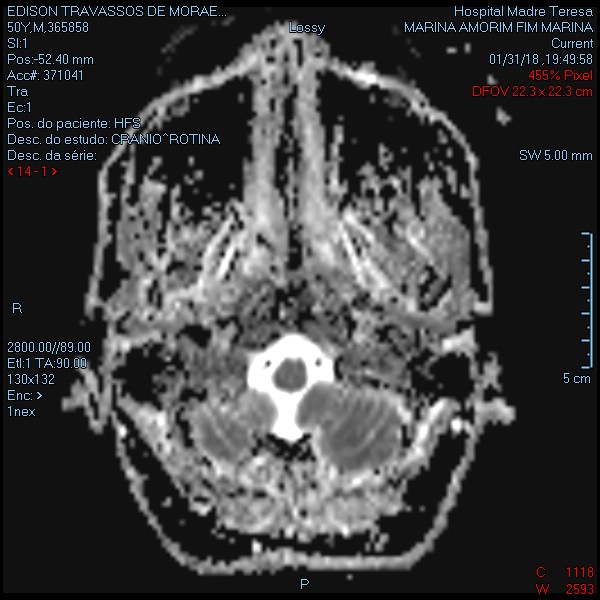 EDISON TRAVASSOS DE MORAE...
50Y,M,365858
Sl:1
Pos:-52.40 mm
Acc#: 371041
Tra
Ec:1
Pos. do paciente: HFS
Desc. do estudo: CRANIO^ROTINA
Desc. da série:
< 14 - 1 >
Lossy
Hospital Madre Teresa
MARINA AMORIM FIM MARINA
Current
01/31/18 ,19:49:58
455% Pixel
DFOV 22.3 x 22.3 cm
SW 5.00 mm
R
2800.00//89.00
Etl:1 TA:90.00
130x132
Enc: >
1nex
5 cm
P
C 1118
W 2593